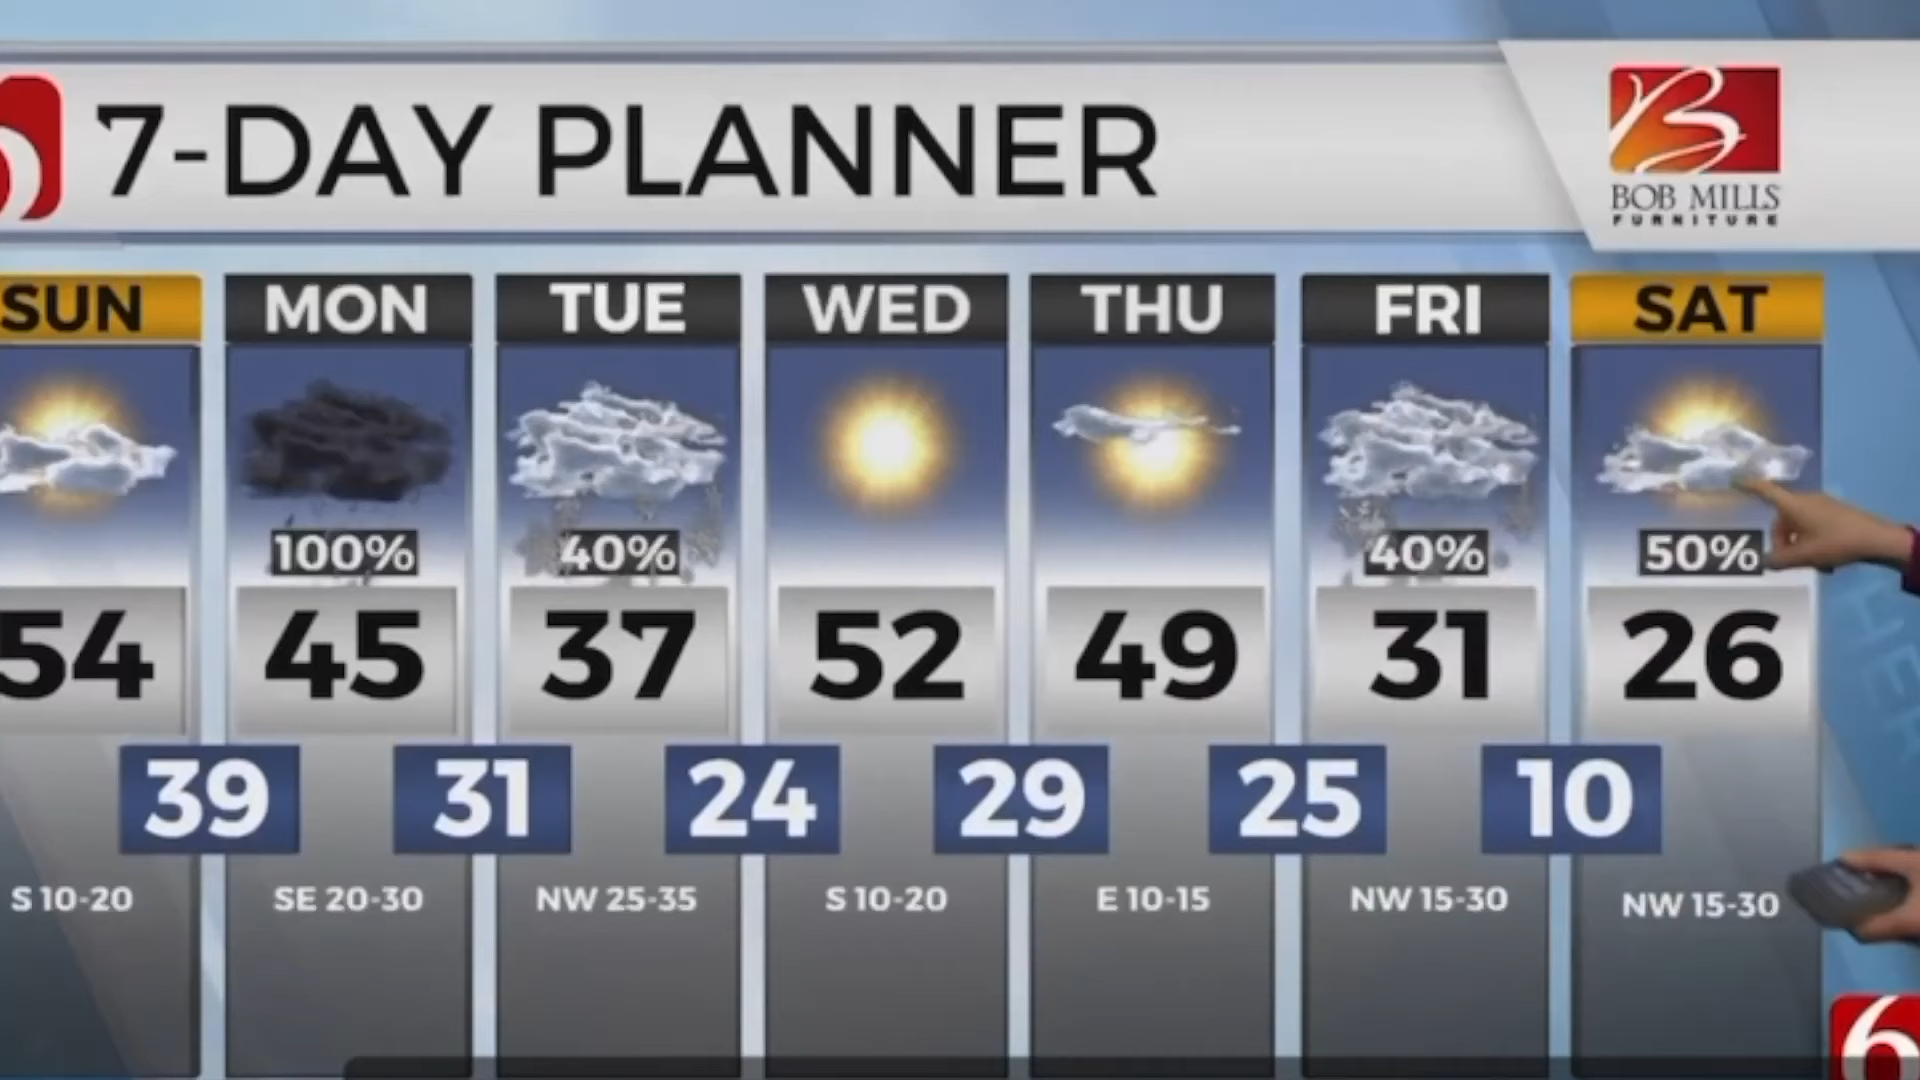 7-DAY PLANNER
BOB MILLS
FURNITURE
SUN MON TUE WED THU FRI SAT
100% 40% 40% 50%
54 45 37 52 49 31 26
39 31 24 29 25 10
S 10-20 SE 20-30 NW 25-35 S 10-20 E 10-15 NW 15-30 NW 15-30
6